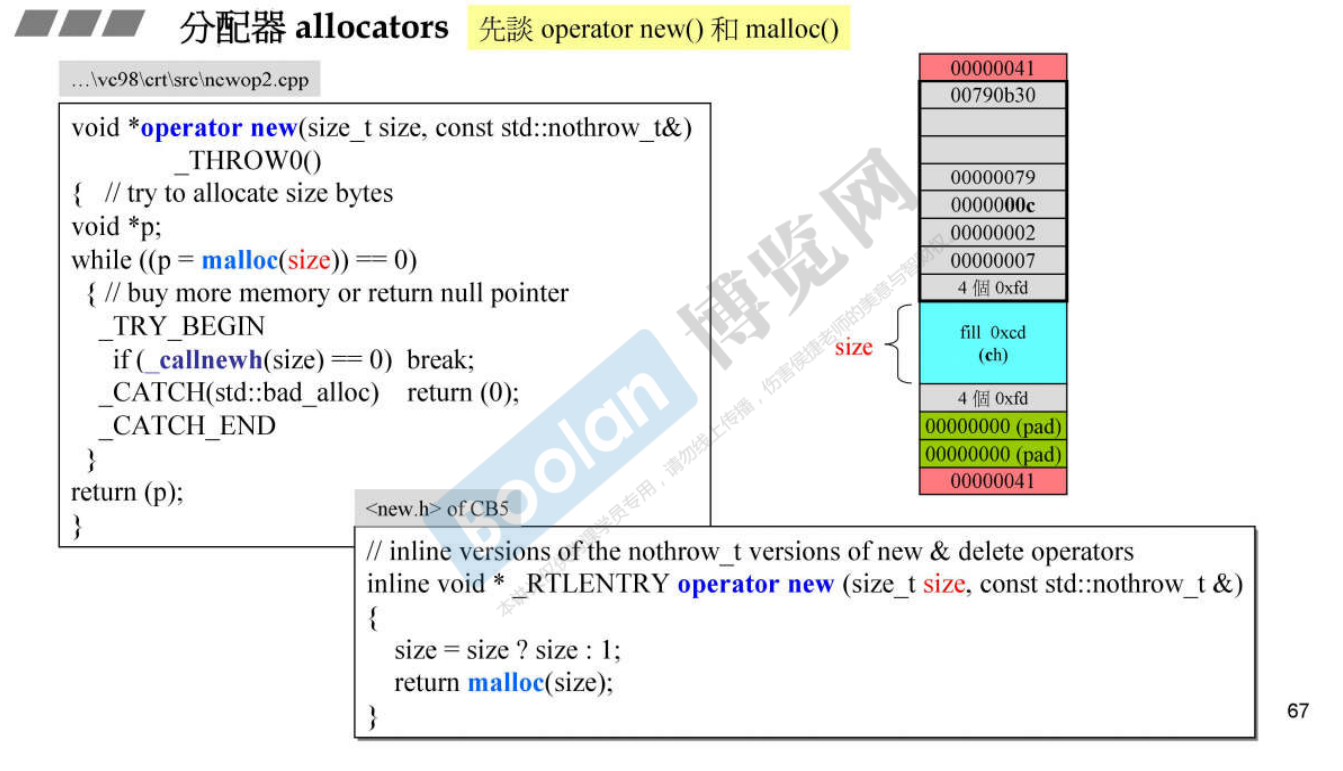 分配器 allocators
先談 operator new() 和 malloc()
...\vc98\crt\src\newop2.cpp
void *operator new(size_t size, const std::nothrow_t&)
_THROW0()
{ // try to allocate size bytes
void *p;
while ((p = malloc(size)) == 0)
{ // buy more memory or return null pointer
_TRY_BEGIN
if (_callnewh(size) == 0) break;
_CATCH(std::bad_alloc) return (0);
_CATCH_END
}
return (p);
}
<new.h> of CB5
// inline versions of the nothrow_t versions of new & delete operators
inline void * _RTLENTRY operator new (size_t size, const std::nothrow_t &)
{
size = size ? size : 1;
return malloc(size);
}
00000041
00790b30
00000079
0000000c
00000002
00000007
4 個 0xfd
size
fill 0xcd
(ch)
4 個 0xfd
00000000 (pad)
00000000 (pad)
00000041
boolan
博览网
67